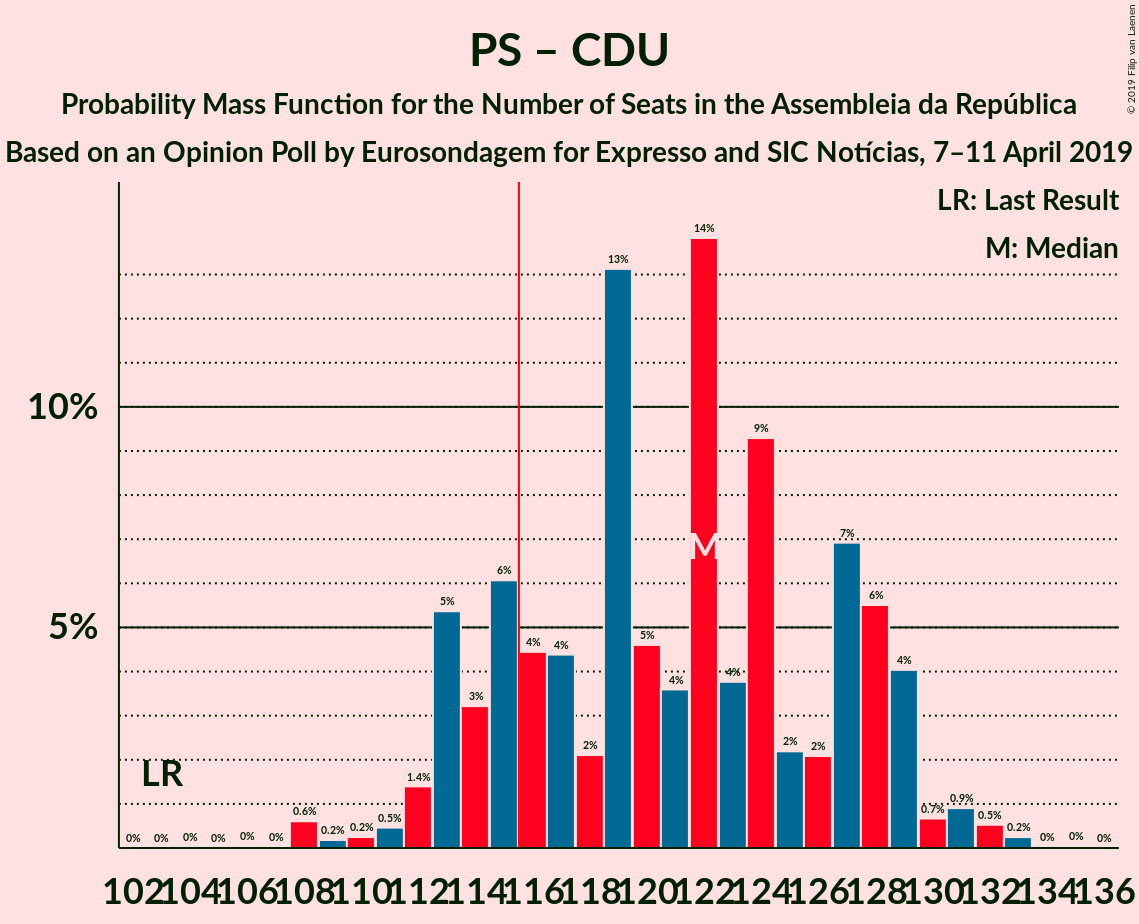 PS – CDU
Probability Mass Function for the Number of Seats in the Assembleia da República
Based on an Opinion Poll by Eurosondagem for Expresso and SIC Notícias, 7–11 April 2019
© 2019 Filip van Laenen
LR: Last Result
M: Median
10%
5%
LR
M
0% 0% 0% 0% 0% 0% 0.6% 0.2% 0.2% 0.5% 1.4% 5% 3% 6% 4% 4% 2% 13% 5% 4% 14% 4% 9% 2% 2% 7% 6% 4% 0.7% 0.9% 0.5% 0.2% 0% 0% 0%
102 104 106 108 110 112 114 116 118 120 122 124 126 128 130 132 134 136